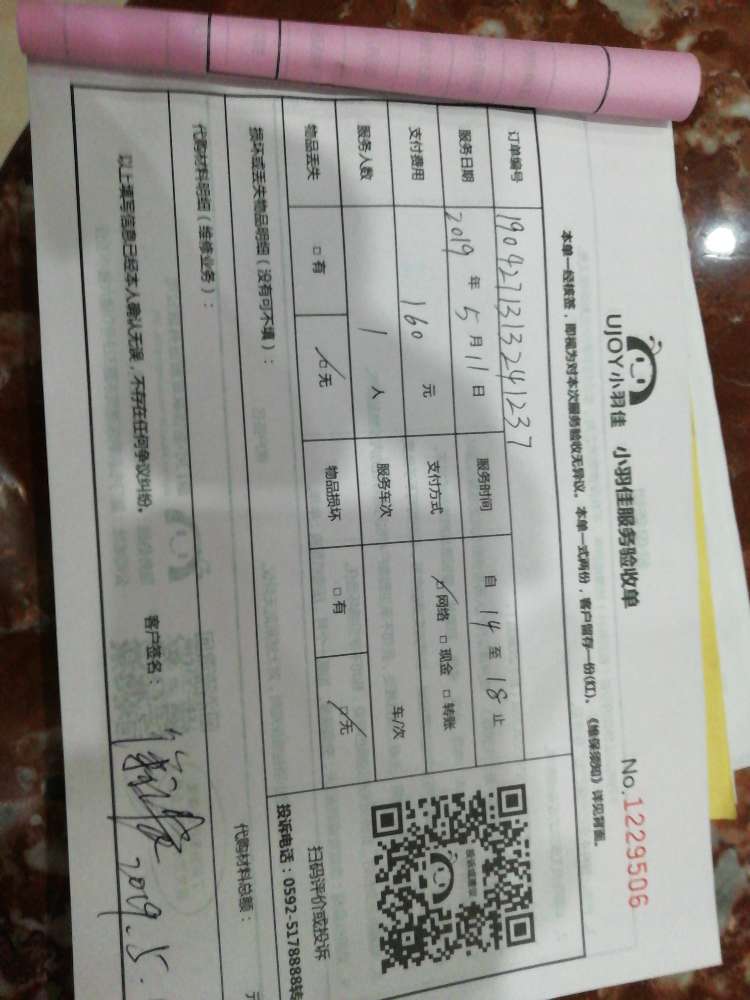 UJOY小羽佳 小羽佳服务验收单 No.1229506
本单一经核签，即视为对本次服务验收无异议。本单一式两份，客户留存一份(红)。《维保须知》详见背面。
订单编号 1904271313241237
服务日期 2019年5月11日 服务时间 自14至18止
支付费用 160元 支付方式 网络 □现金 □转账
服务人数 1人 服务车次 车/次
物品丢失 □有 □无 物品损坏 □有 □无
损坏或丢失物品明细（没有可不填）：
扫码评价或投诉
投诉电话：0592-5178888转
代购材料明细（维修业务）：
代购材料总额： 元
以上填写信息已经本人确认无误，不存在任何争议纠纷。 客户签名： 2019.5.